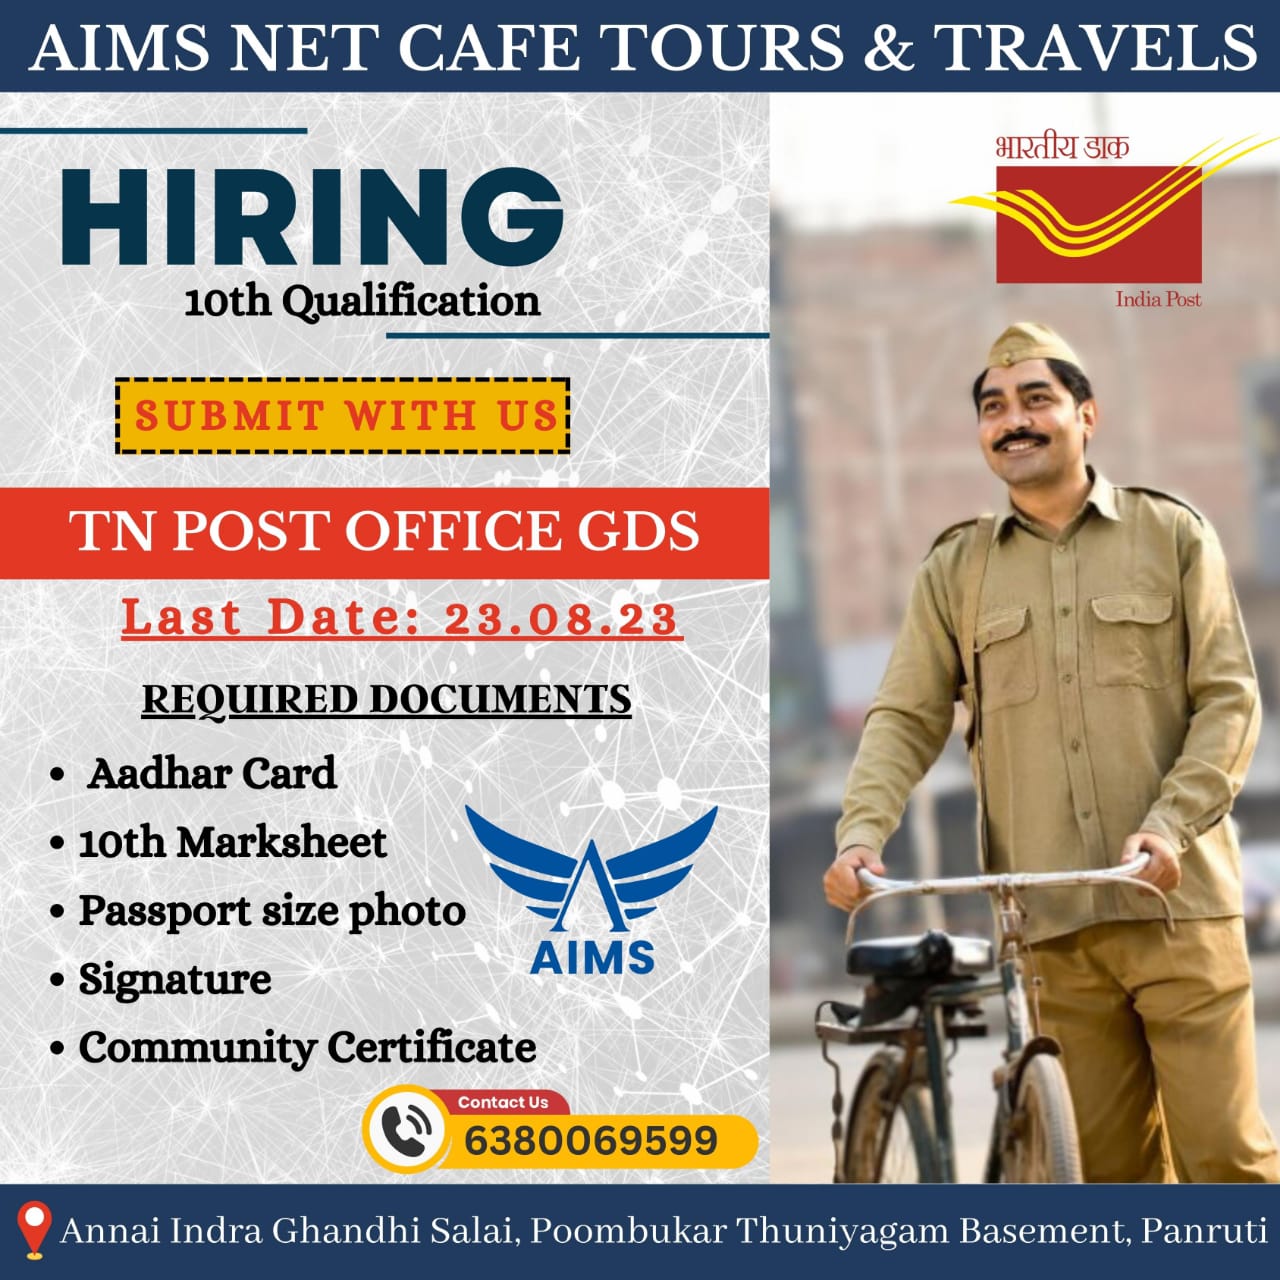 AIMS NET CAFE TOURS & TRAVELS
HIRING
10th Qualification
SUBMIT WITH US
TN POST OFFICE GDS
Last Date: 23.08.23
REQUIRED DOCUMENTS
• Aadhar Card
• 10th Marksheet
• Passport size photo
• Signature
• Community Certificate
AIMS
Contact Us
6380069599
भारतीय डाक
India Post
Annai Indra Ghandhi Salai, Poombukar Thuniyagam Basement, Panruti